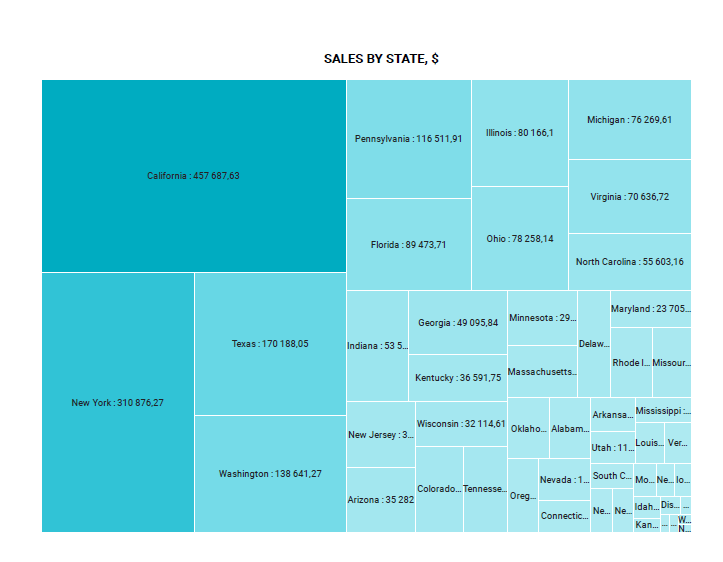 SALES BY STATE, $
California : 457 687,63
New York : 310 876,27
Texas : 170 188,05
Washington : 138 641,27
Pennsylvania : 116 511,91
Florida : 89 473,71
Illinois : 80 166,1
Ohio : 78 258,14
Michigan : 76 269,61
Virginia : 70 636,72
North Carolina : 55 603,16
Indiana : 53 5...
Georgia : 49 095,84
Kentucky : 36 591,75
New Jersey : 3...
Arizona : 35 282
Wisconsin : 32 114,61
Colorado...
Tennesse...
Minnesota : 29...
Massachusetts...
Delaw...
Maryland : 23 705...
Rhode I...
Missour...
Oklaho...
Alabam...
Oreg...
Nevada : 1...
Connectic...
Arkansa...
Utah : 11...
Mississippi :...
Louis...
Ver...
South C...
Ne...
Ne...
Mo...
Ne...
Io...
Idah...
Kan...
Dis...
...
...
...
W...
N...